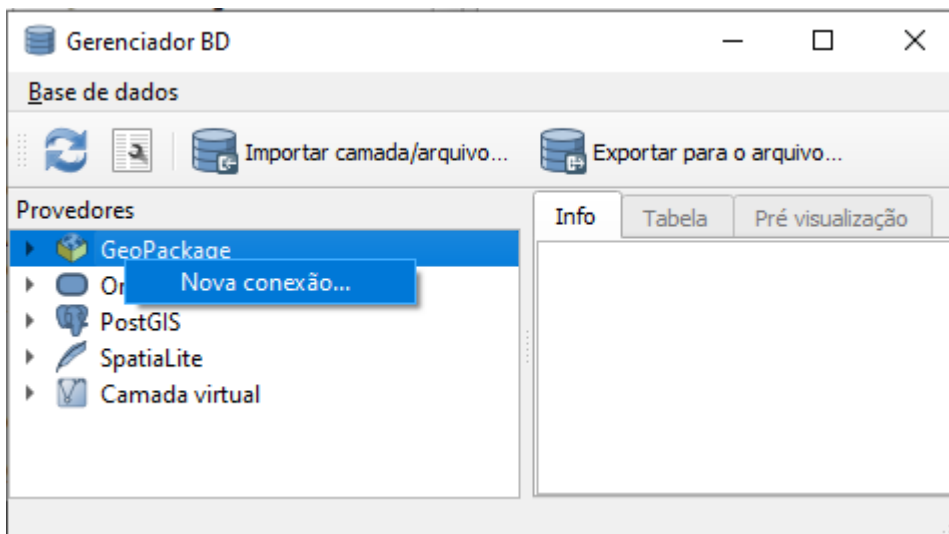 Gerenciador BD
Base de dados
Importar camada/arquivo... Exportar para o arquivo...
Provedores
Info Tabela Pré visualização
GeoPackage
Nova conexão...
Or
PostGIS
SpatiaLite
Camada virtual